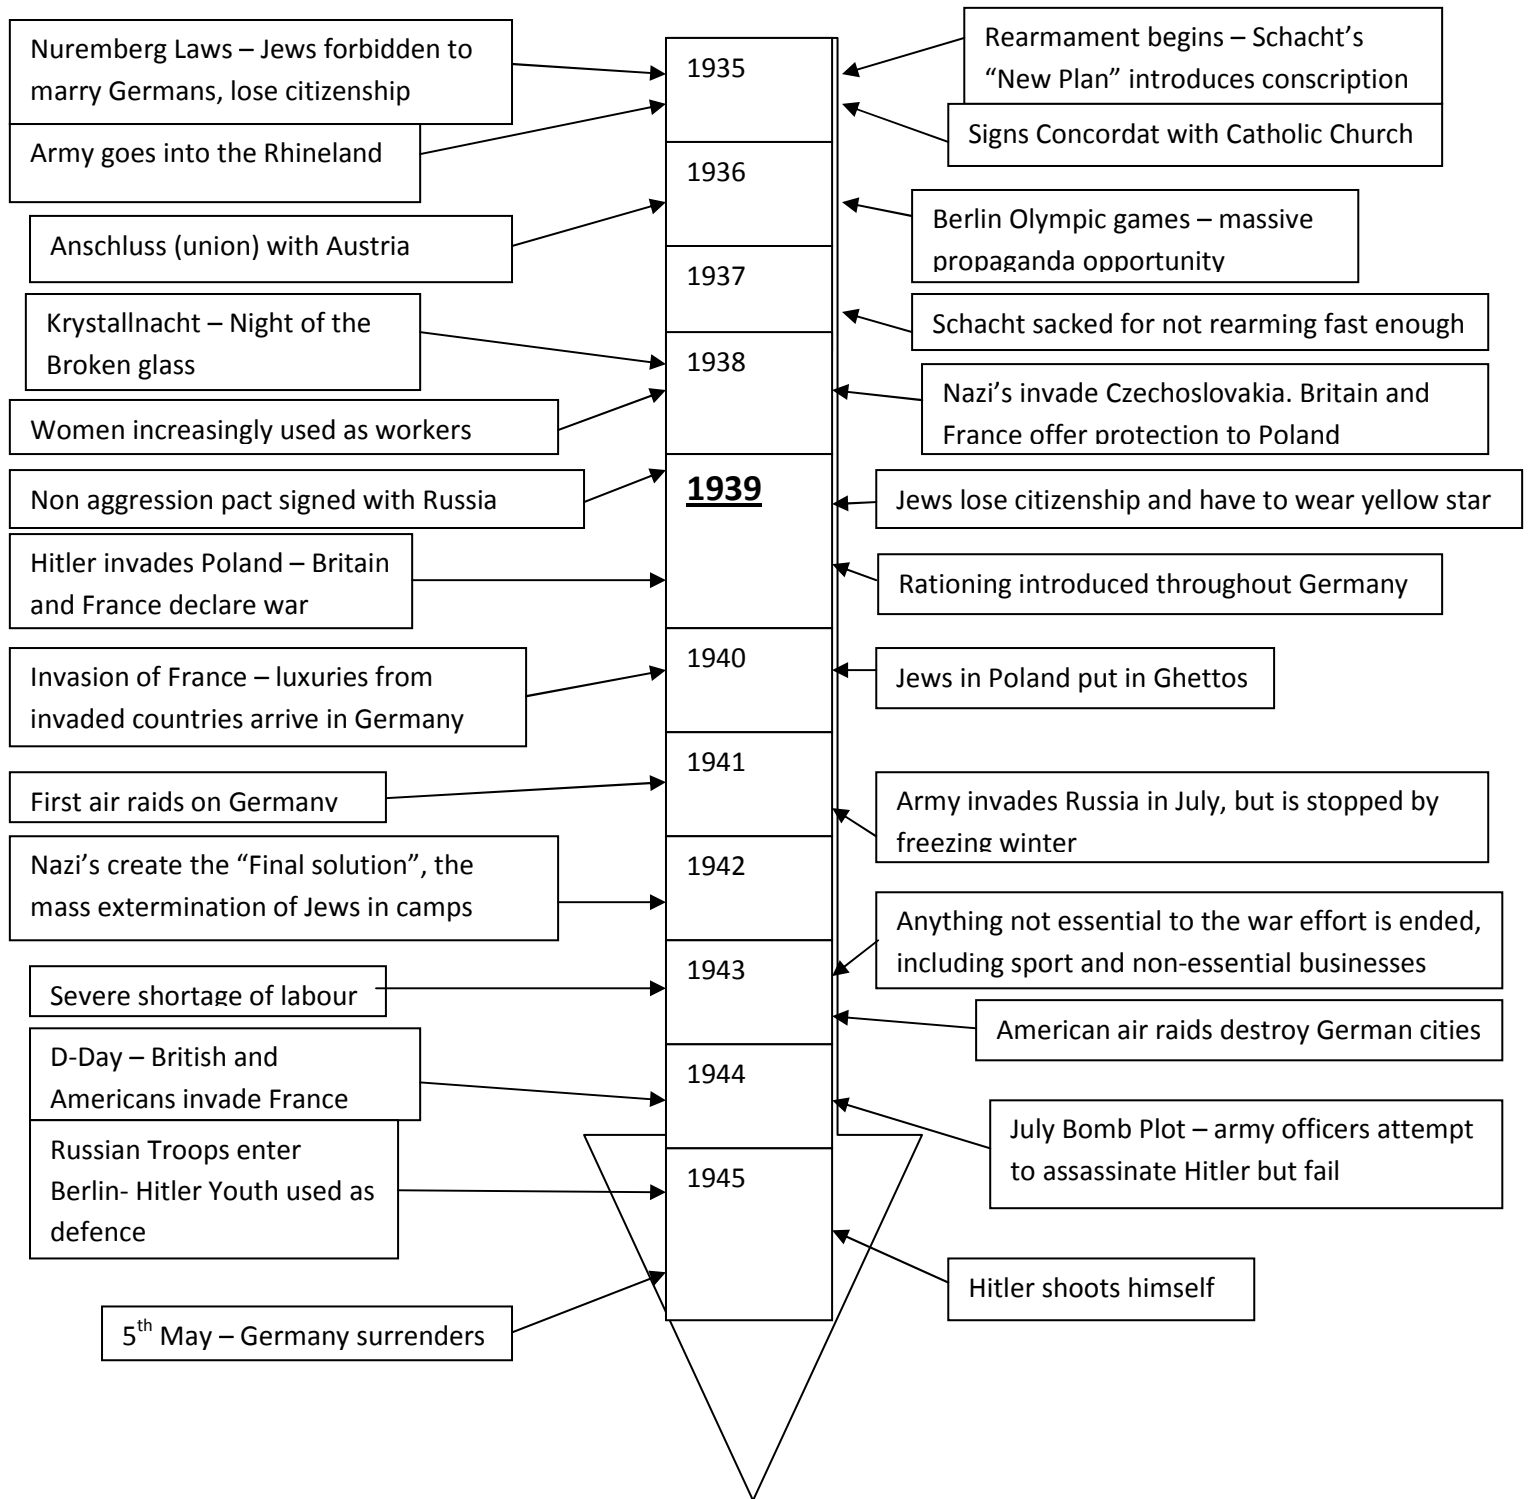 Nuremberg Laws – Jews forbidden to
marry Germans, lose citizenship
Army goes into the Rhineland
Anschluss (union) with Austria
Krystallnacht – Night of the
Broken glass
Women increasingly used as workers
Non aggression pact signed with Russia
Hitler invades Poland – Britain
and France declare war
Invasion of France – luxuries from
invaded countries arrive in Germany
First air raids on Germany
Nazi’s create the “Final solution”, the
mass extermination of Jews in camps
Severe shortage of labour
D-Day – British and
Americans invade France
Russian Troops enter
Berlin- Hitler Youth used as
defence
5th May – Germany surrenders
1935
1936
1937
1938
1939
1940
1941
1942
1943
1944
1945
Rearmament begins – Schacht’s
“New Plan” introduces conscription
Signs Concordat with Catholic Church
Berlin Olympic games – massive
propaganda opportunity
Schacht sacked for not rearming fast enough
Nazi’s invade Czechoslovakia. Britain and
France offer protection to Poland
Jews lose citizenship and have to wear yellow star
Rationing introduced throughout Germany
Jews in Poland put in Ghettos
Army invades Russia in July, but is stopped by
freezing winter
Anything not essential to the war effort is ended,
including sport and non-essential businesses
American air raids destroy German cities
July Bomb Plot – army officers attempt
to assassinate Hitler but fail
Hitler shoots himself